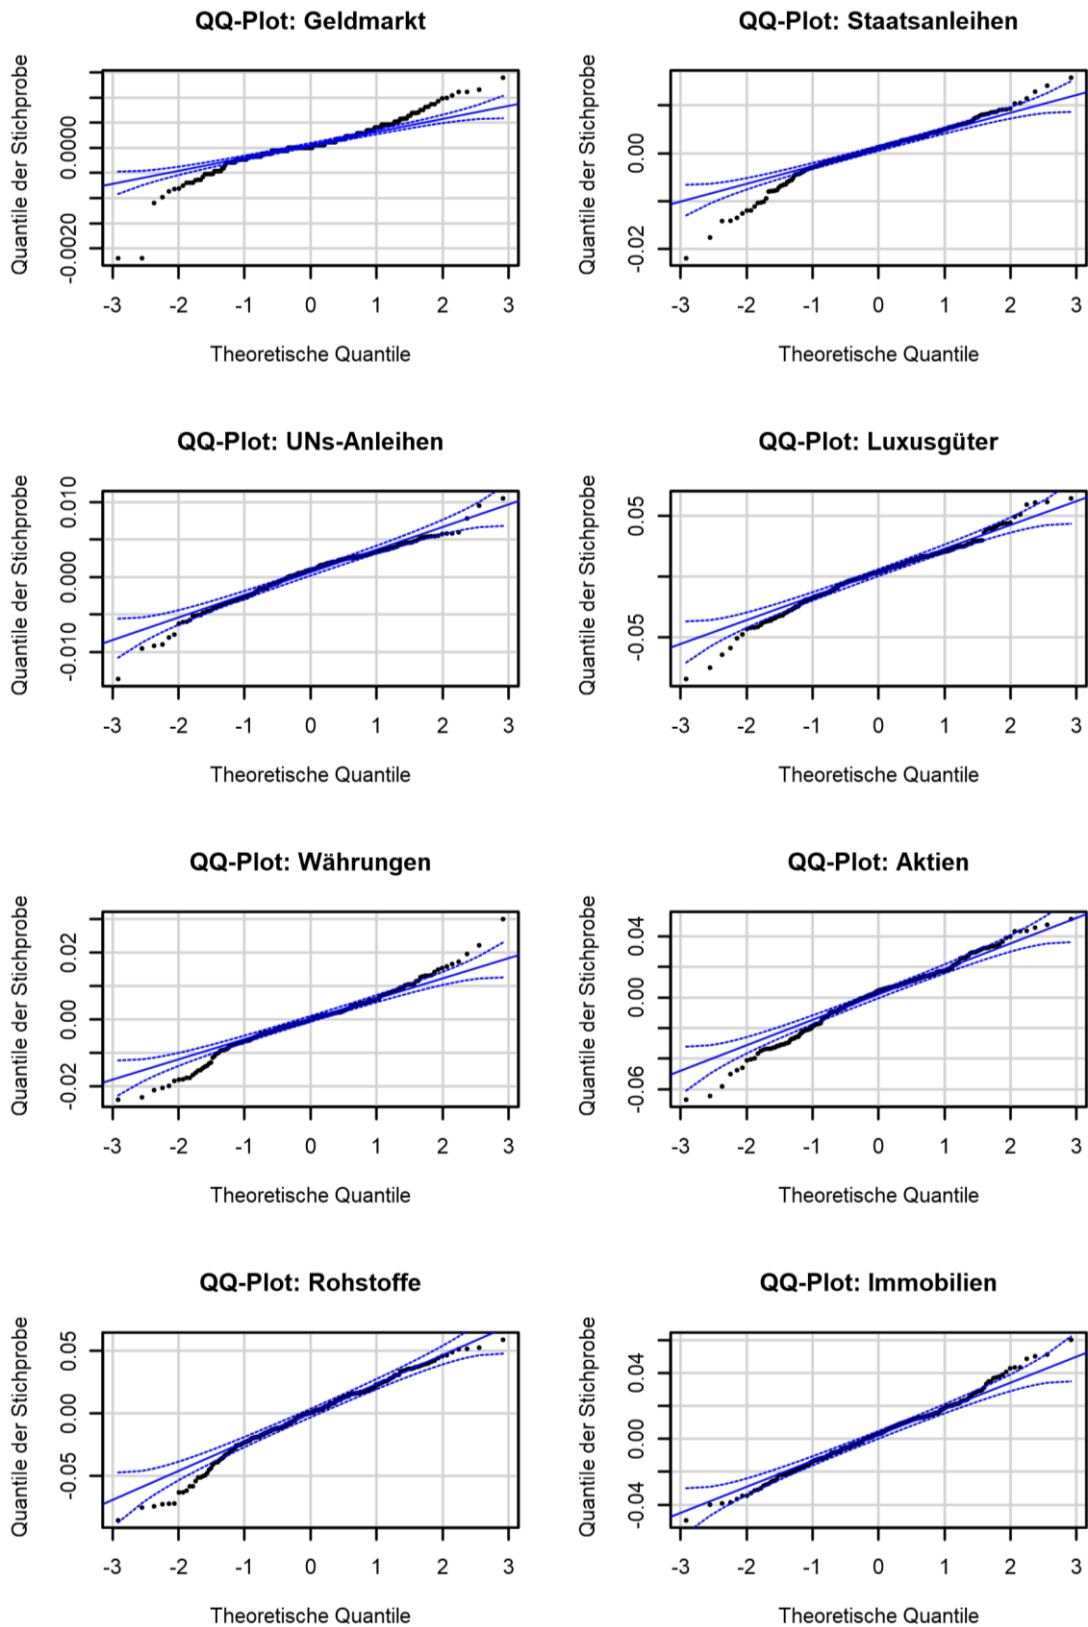 QQ-Plot: Geldmarkt
Quantile der Stichprobe
0.0000
-0.0020
-3 -2 -1 0 1 2 3
Theoretische Quantile
QQ-Plot: Staatsanleihen
Quantile der Stichprobe
0.00
-0.02
-3 -2 -1 0 1 2 3
Theoretische Quantile
QQ-Plot: UNs-Anleihen
Quantile der Stichprobe
0.010
0.000
-0.010
-3 -2 -1 0 1 2 3
Theoretische Quantile
QQ-Plot: Luxusgüter
Quantile der Stichprobe
0.05
-0.05
-3 -2 -1 0 1 2 3
Theoretische Quantile
QQ-Plot: Währungen
Quantile der Stichprobe
0.02
0.00
-0.02
-3 -2 -1 0 1 2 3
Theoretische Quantile
QQ-Plot: Aktien
Quantile der Stichprobe
0.04
0.00
-0.06
-3 -2 -1 0 1 2 3
Theoretische Quantile
QQ-Plot: Rohstoffe
Quantile der Stichprobe
0.05
0.00
-0.05
-3 -2 -1 0 1 2 3
Theoretische Quantile
QQ-Plot: Immobilien
Quantile der Stichprobe
0.04
0.00
-0.04
-3 -2 -1 0 1 2 3
Theoretische Quantile